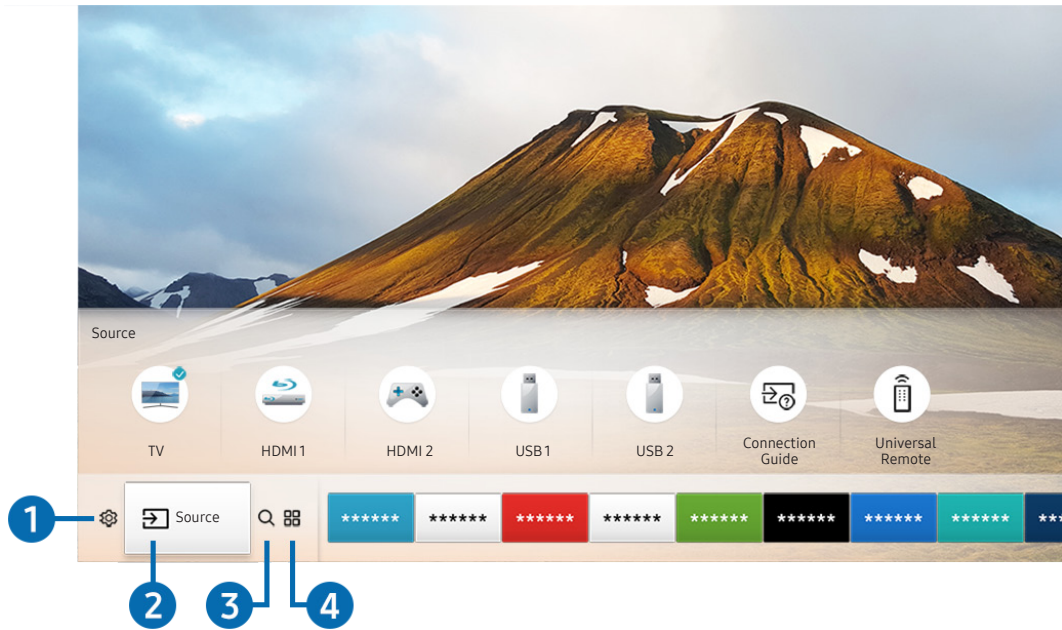 Source
TV
HDMI 1
HDMI 2
USB 1
USB 2
Connection
Guide
Universal
Remote
1
Source
****** ****** ****** ****** ****** ****** ****** ****** ***
2
3
4